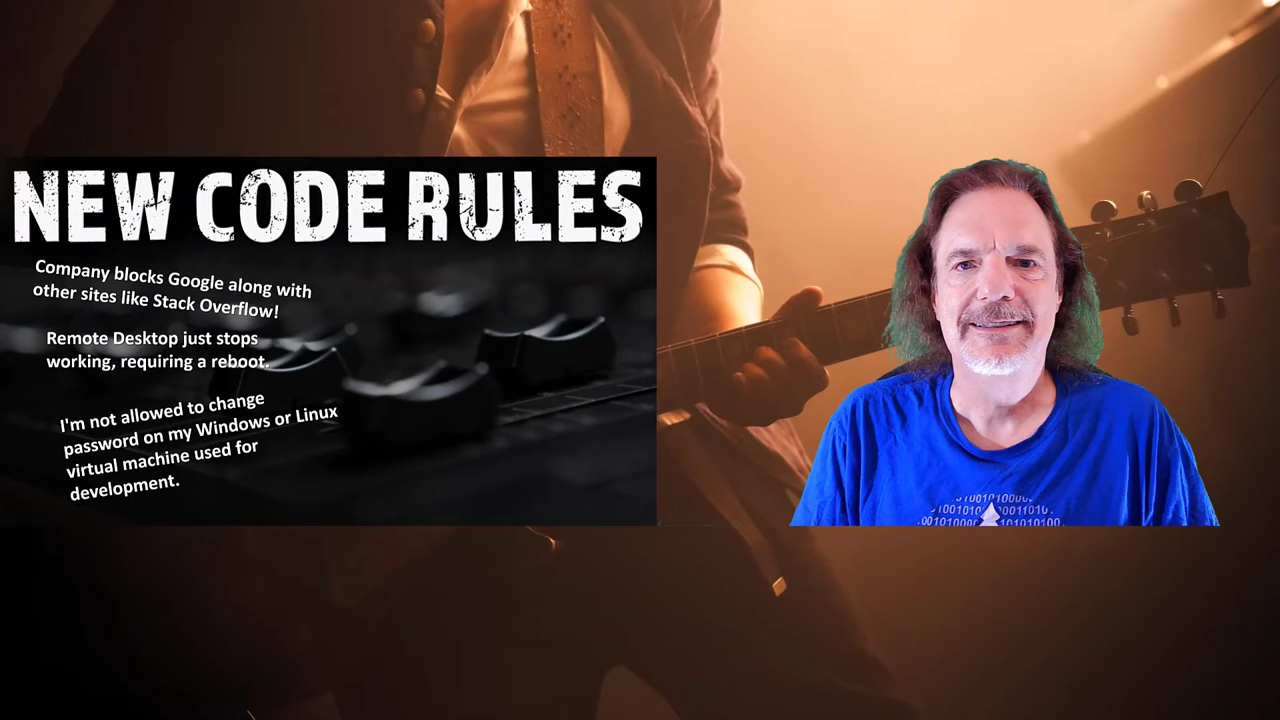 NEW CODE RULES
Company blocks Google along with
other sites like Stack Overflow!
Remote Desktop just stops
working, requiring a reboot.
I'm not allowed to change
password on my Windows or Linux
virtual machine used for
development.